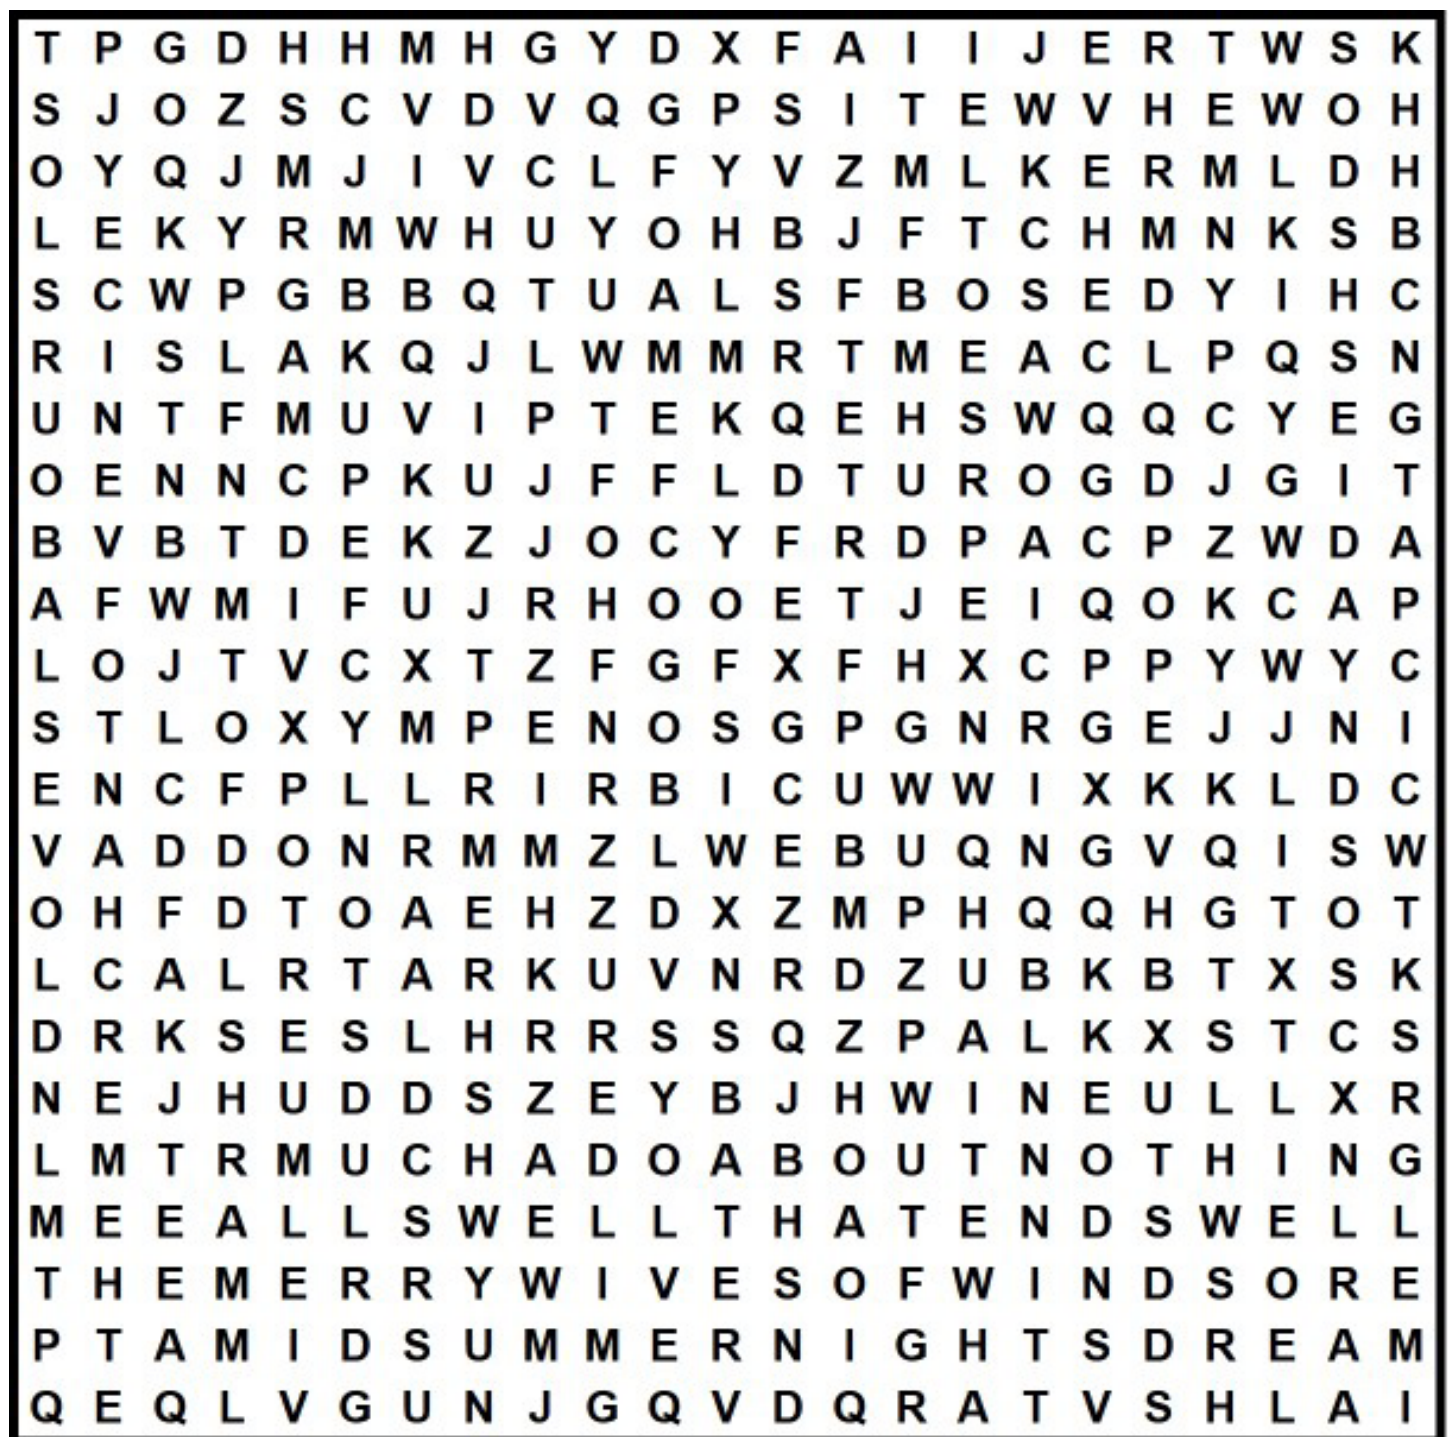 T P G D H H M H G Y D X F A I I J E R T W S K
S J O Z S C V D V Q G P S I T E W V H E W O H
O Y Q J M J I V C L F Y V Z M L K E R M L D H
L E K Y R M W H U Y O H B J F T C H M N K S B
S C W P G B B Q T U A L S F B O S E D Y I H C
R I S L A K Q J L W M M R T M E A C L P Q S N
U N T F M U V I P T E K Q E H S W Q Q C Y E G
O E N N C P K U J F F L D T U R O G D J G I T
B V B T D E K Z J O C Y F R D P A C P Z W D A
A F W M I F U J R H O O E T J E I Q O K C A P
L O J T V C X T Z F G F X F H X C P P Y W Y C
S T L O X Y M P E N O S G P G N R G E J J N I
E N C F P L L R I R B I C U W W I X K K L D C
V A D D O N R M M Z L W E B U Q N G V Q I S W
O H F D T O A E H Z D X Z M P H Q Q H G T O T
L C A L R T A R K U V N R D Z U B K B T X S K
D R K S E S L H R R S S Q Z P A L K X S T C S
N E J H U D D S Z E Y B J H W I N E U L L X R
L M T R M U C H A D O A B O U T N O T H I N G
M E E A L L S W E L L T H A T E N D S W E L L
T H E M E R R Y W I V E S O F W I N D S O R E
P T A M I D S U M M E R N I G H T S D R E A M
Q E Q L V G U N J G Q V D Q R A T V S H L A I